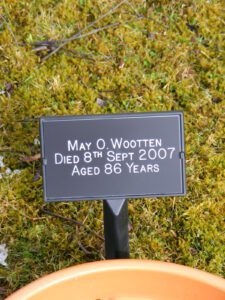 May O. Wootten
Died 8th Sept 2007
Aged 86 Years